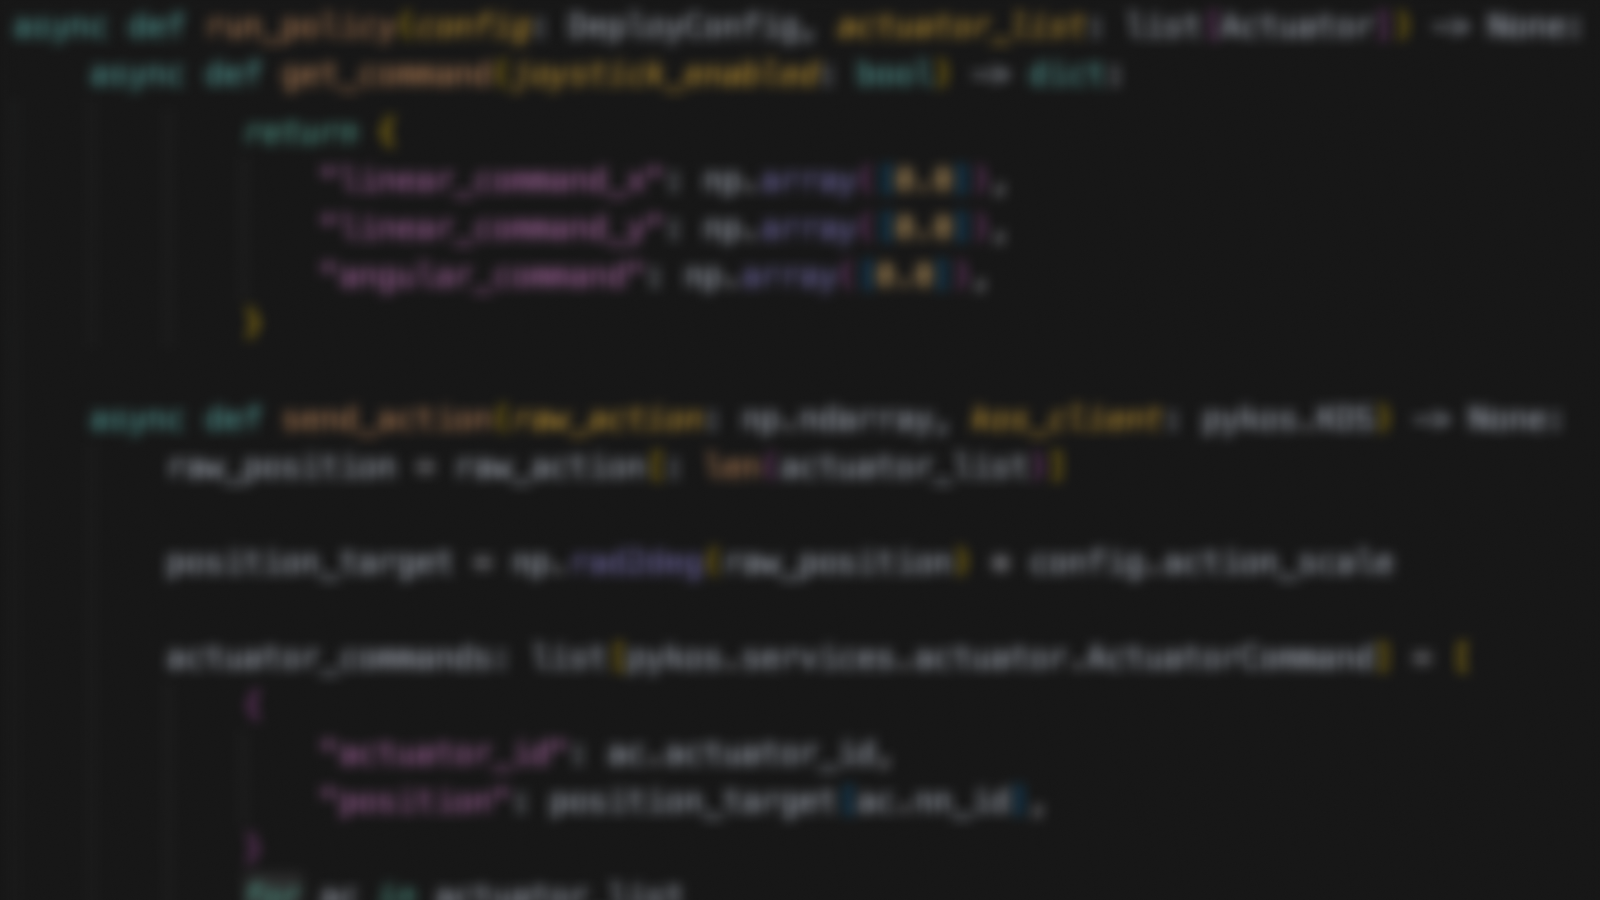 async def run_policy(config: DeployConfig, actuator_list: list[Actuator]) -> None:
async def get_command(joystick_enabled: bool) -> dict:
return {
"linear_command_x": np.array([0.0]),
"linear_command_y": np.array([0.0]),
"angular_command": np.array([0.0]),
}
async def send_action(raw_action: np.ndarray, kos_client: pykos.KOS) -> None:
raw_position = raw_action[: len(actuator_list)]
position_target = np.rad2deg(raw_position) * config.action_scale
actuator_commands: list[pykos.services.actuator.ActuatorCommand] = [
{
"actuator_id": ac.actuator_id,
"position": position_target[ac.nn_id],
}
for ac in actuator_list